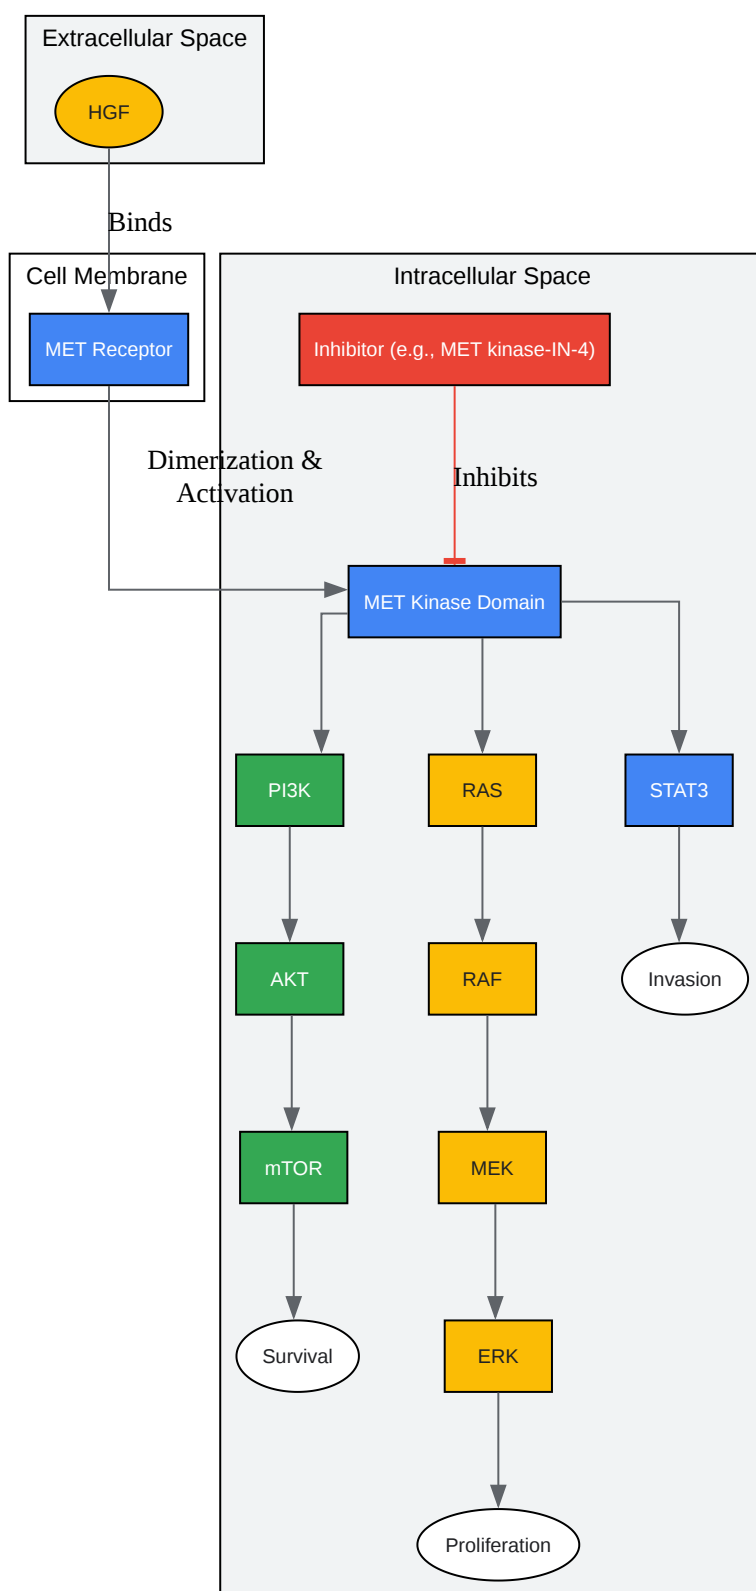 Extracellular Space
HGF
Binds
Cell Membrane
MET Receptor
Intracellular Space
Inhibitor (e.g., MET kinase-IN-4)
Dimerization &
Activation
Inhibits
MET Kinase Domain
PI3K
RAS
STAT3
AKT
RAF
Invasion
mTOR
MEK
Survival
ERK
Proliferation